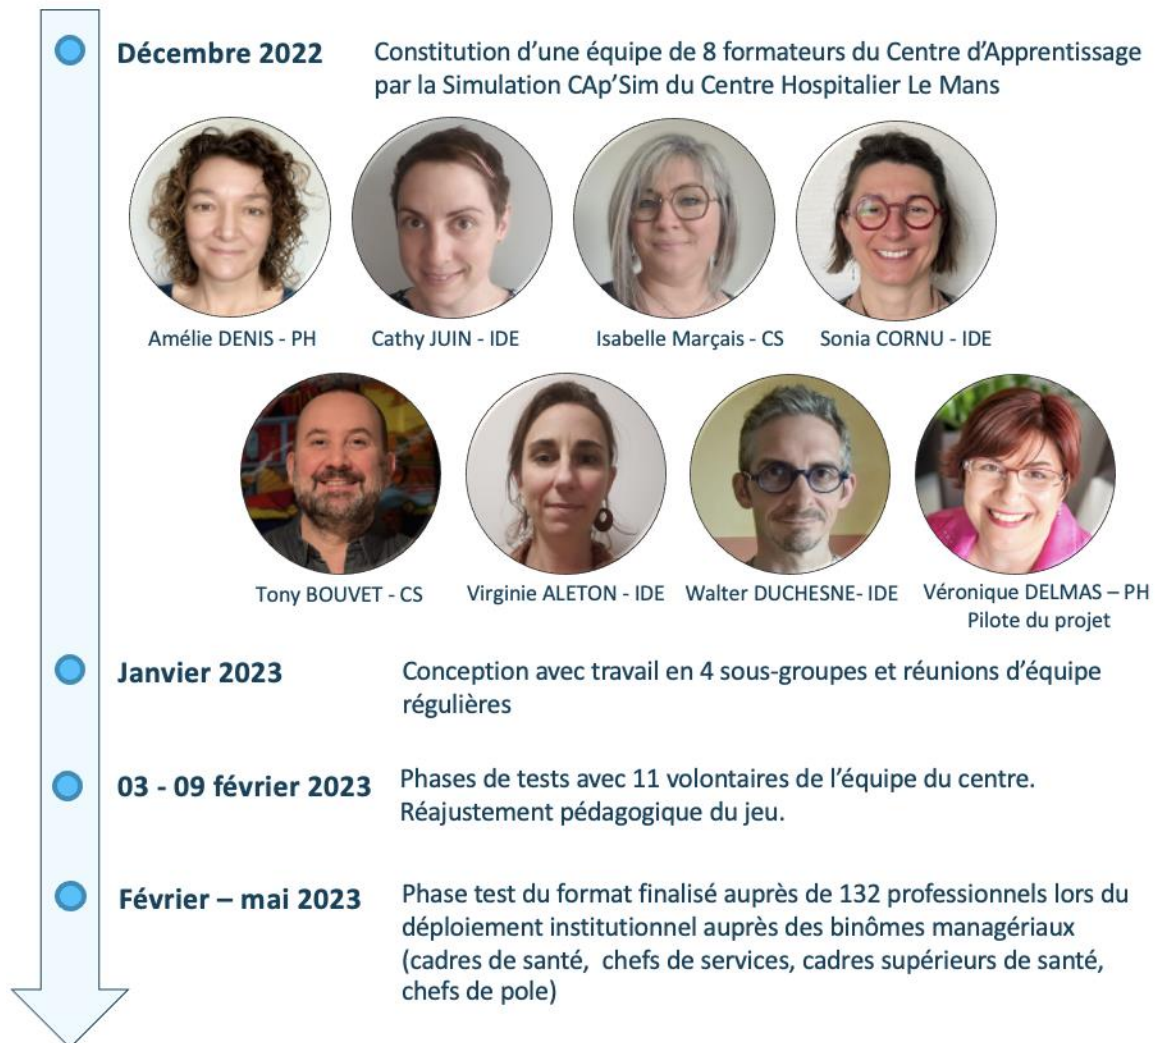 Décembre 2022
Constitution d’une équipe de 8 formateurs du Centre d’Apprentissage
par la Simulation CAp’Sim du Centre Hospitalier Le Mans
Amélie DENIS - PH
Cathy JUIN - IDE
Isabelle Marçais - CS
Sonia CORNU - IDE
Tony BOUVET - CS
Virginie ALETON - IDE
Walter DUCHESNE- IDE
Véronique DELMAS – PH
Pilote du projet
Janvier 2023
Conception avec travail en 4 sous-groupes et réunions d’équipe
régulières
03 - 09 février 2023
Phases de tests avec 11 volontaires de l’équipe du centre.
Réajustement pédagogique du jeu.
Février – mai 2023
Phase test du format finalisé auprès de 132 professionnels lors du
déploiement institutionnel auprès des binômes managériaux
(cadres de santé,  chefs de services, cadres supérieurs de santé,
chefs de pole)